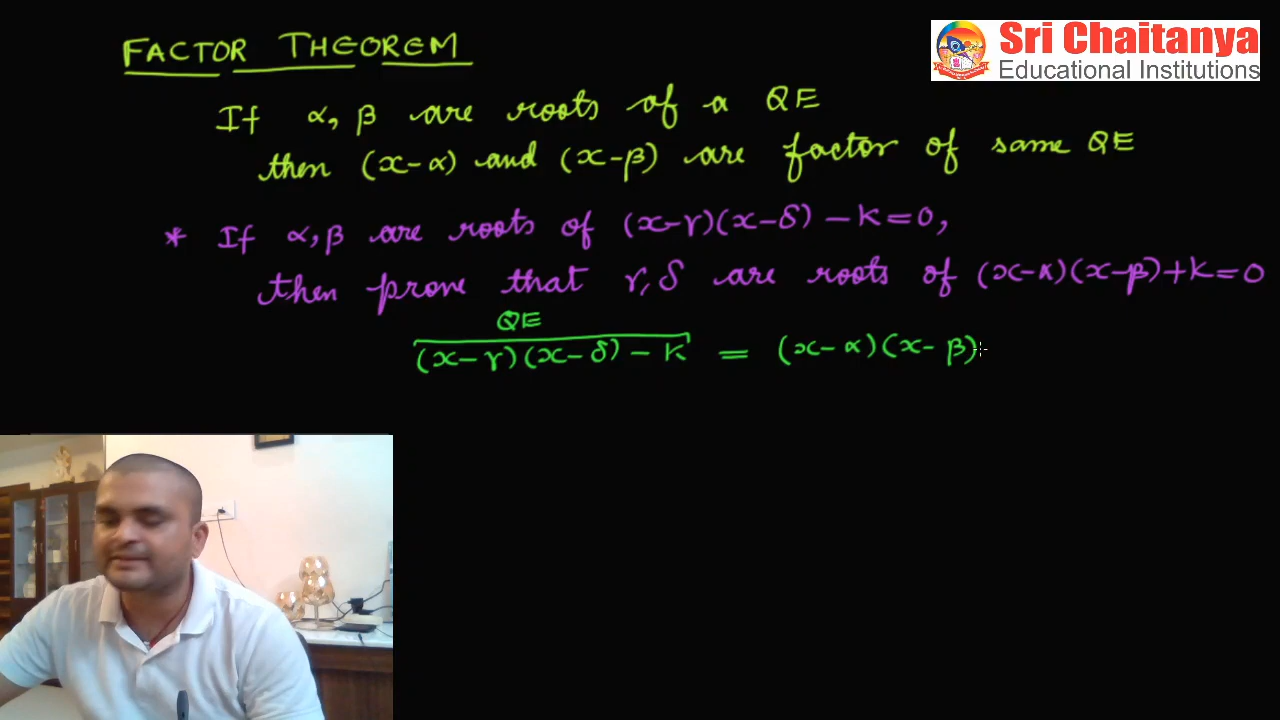 FACTOR THEOREM
Sri Chaitanya
Educational Institutions
If α, β are roots of a QE
then (x-α) and (x-β) are factor of same QE
* If α, β are roots of (x-γ)(x-δ) - K = 0,
then prove that γ, δ are roots of (x-α)(x-β) + K = 0
QE
(x-γ)(x-δ) - K = (x-α)(x-β)